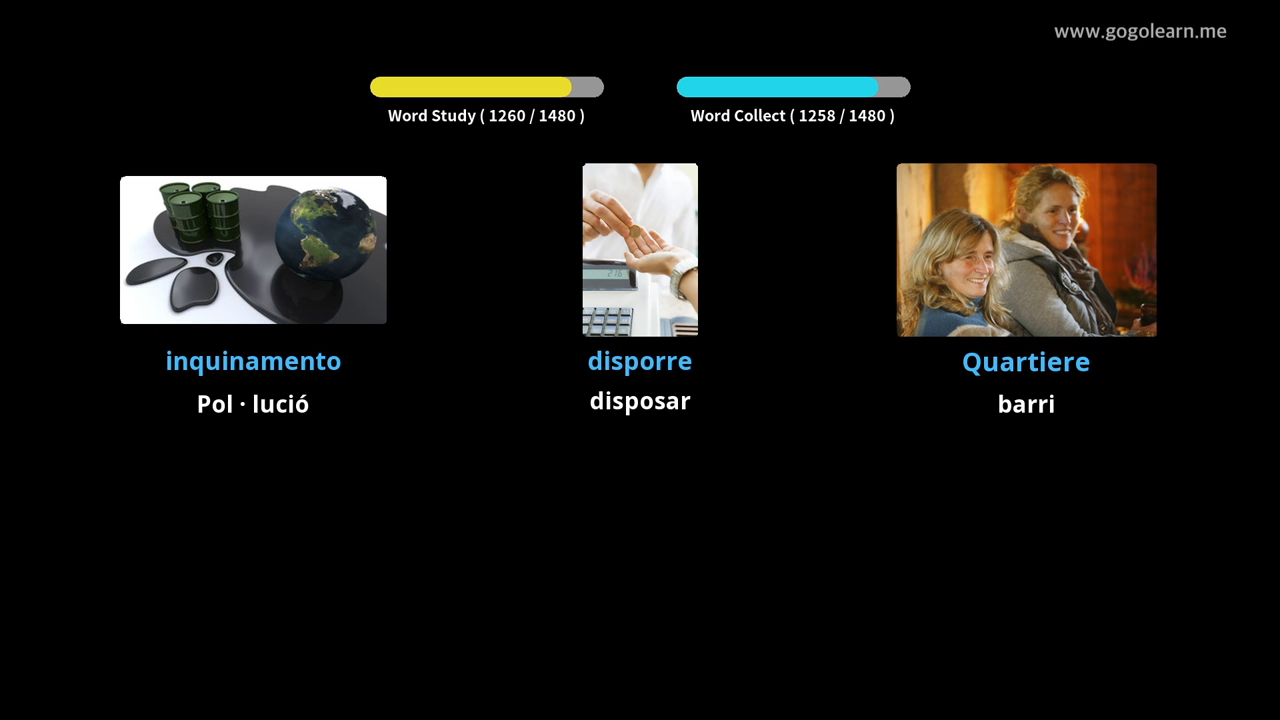 www.gogolearn.me
Word Study ( 1260 / 1480 )
Word Collect ( 1258 / 1480 )
inquinamento
disporre
Quartiere
Pol · lució
disposar
barri